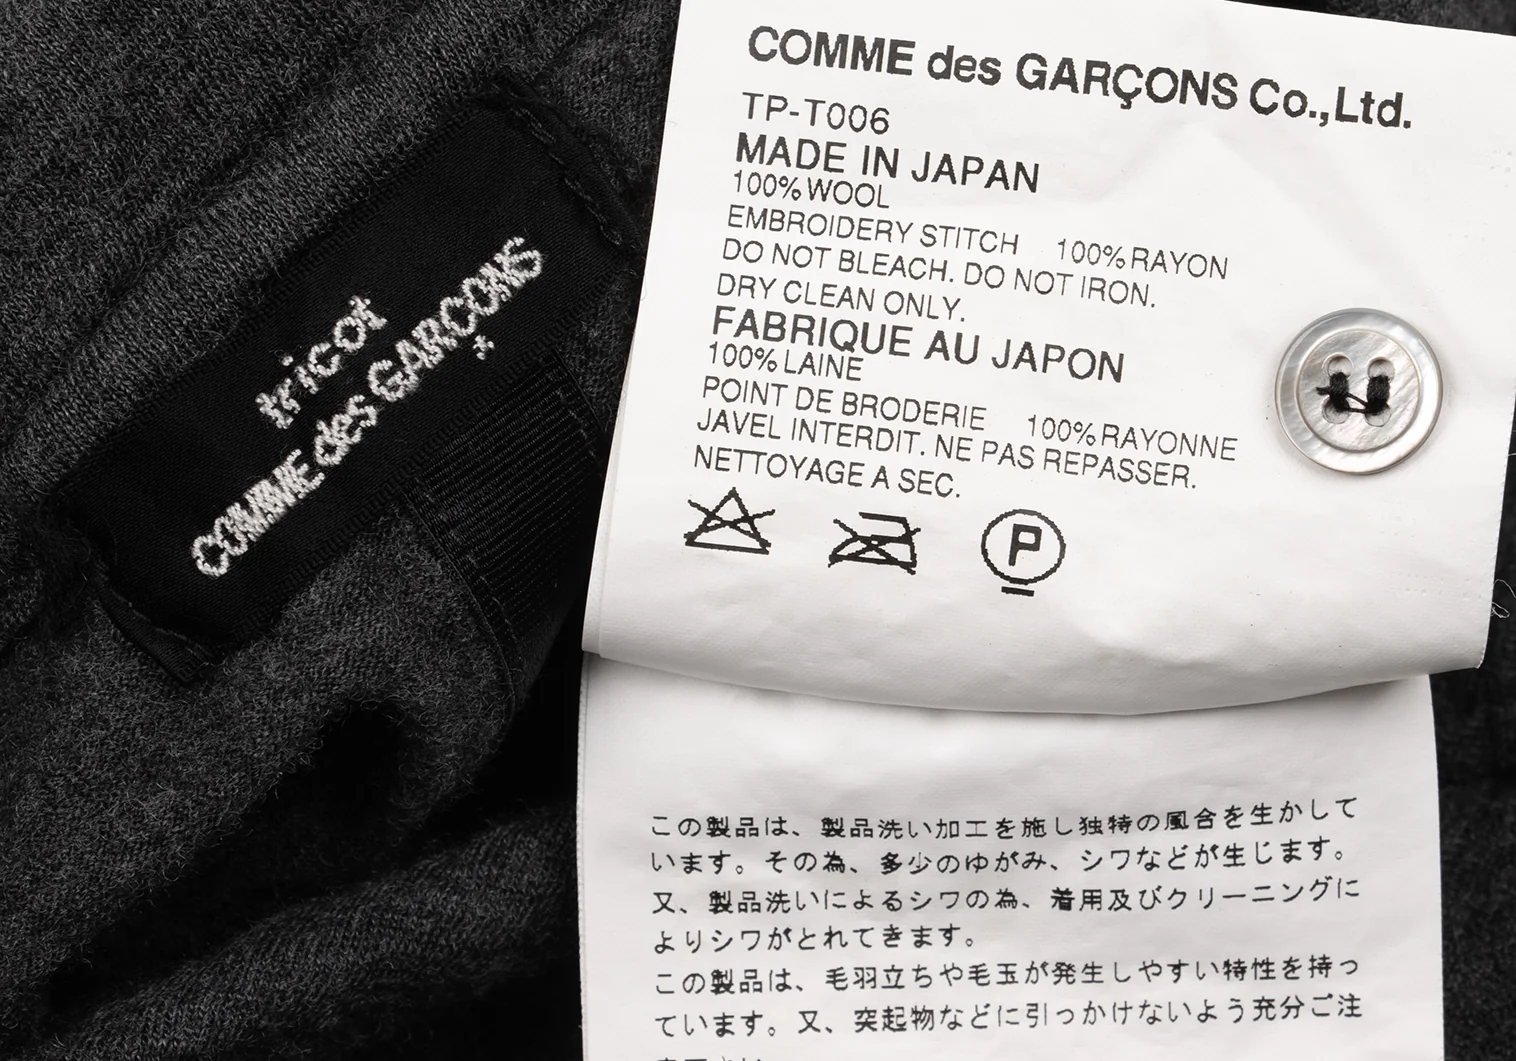 tricot
COMME des GARÇONS
COMME des GARÇONS Co.,Ltd.
TP-T006
MADE IN JAPAN
100%WOOL
EMBROIDERY STITCH 100%RAYON
DO NOT BLEACH. DO NOT IRON.
DRY CLEAN ONLY.
FABRIQUE AU JAPON
100%LAINE
POINT DE BRODERIE 100%RAYONNE
JAVEL INTERDIT. NE PAS REPASSER.
NETTOYAGE A SEC.
P
この製品は、製品洗い加工を施し独特の風合を生かして
います。その為、多少のゆがみ、シワなどが生じます。
又、製品洗いによるシワの為、着用及びクリーニングに
よりシワがとれてきます。
この製品は、毛羽立ちや毛玉が発生しやすい特性を持っ
ています。又、突起物などに引っかけないよう充分ご注